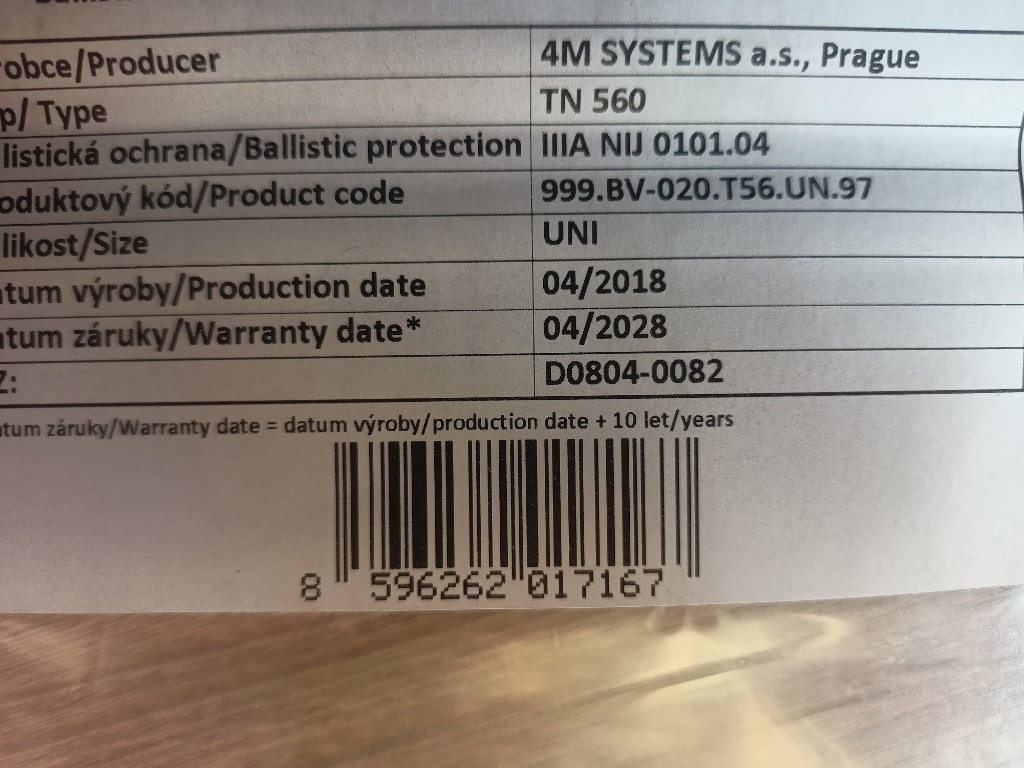 obce/Producer 4M SYSTEMS a.s., Prague
p/ Type TN 560
listická ochrana/Ballistic protection IIIA NIJ 0101.04
oduktový kód/Product code 999.BV-020.T56.UN.97
likost/Size UNI
tum výroby/Production date 04/2018
tum záruky/Warranty date* 04/2028
Z: D0804-0082
tum záruky/Warranty date = datum výroby/production date + 10 let/years
8 596262 017167